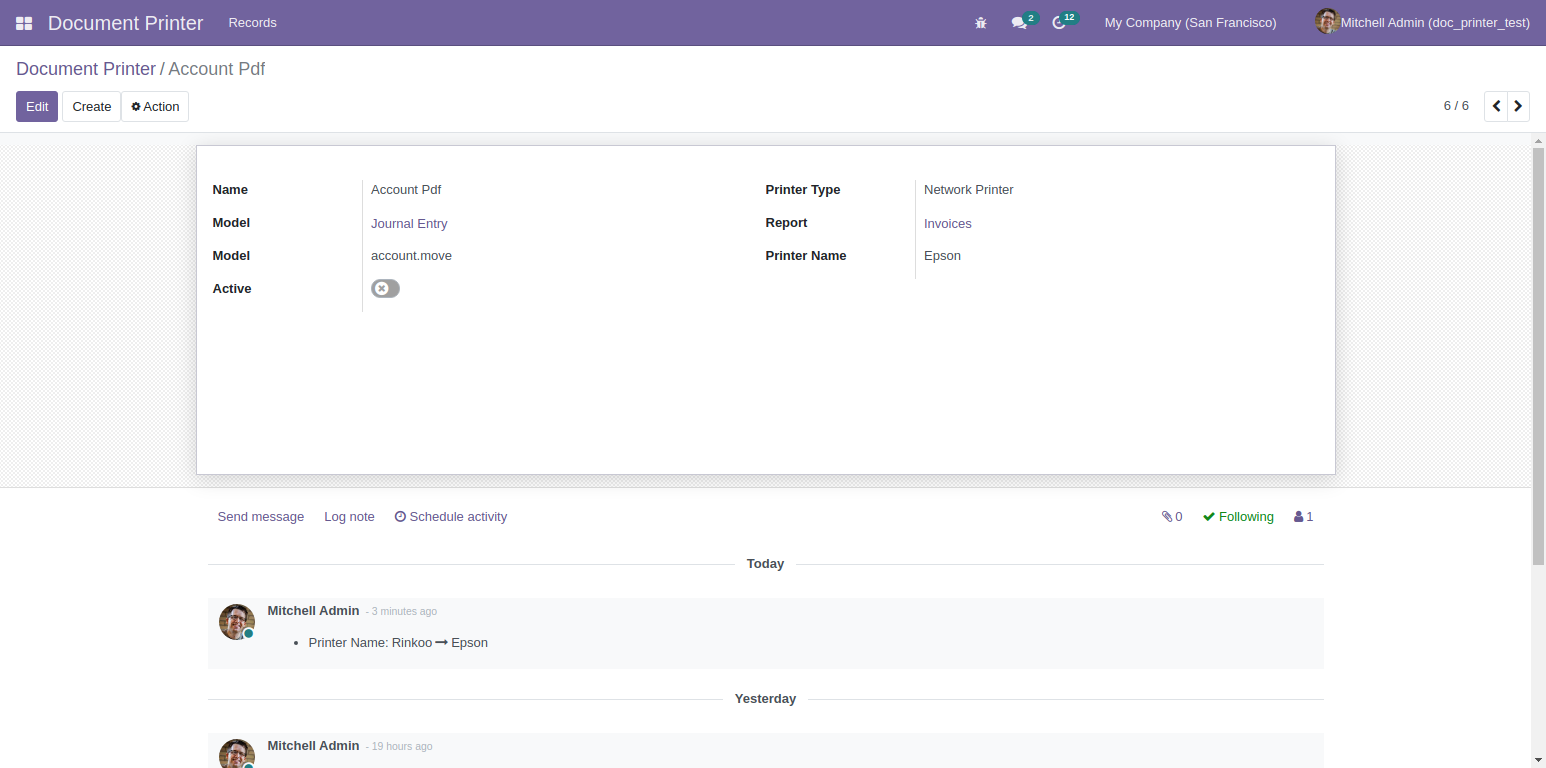 Document Printer Records 2 12 My Company (San Francisco) Mitchell Admin (doc_printer_test)
Document Printer / Account Pdf
Edit Create Action 6 / 6
Name Account Pdf Printer Type Network Printer
Model Journal Entry Report Invoices
Model account.move Printer Name Epson
Active
Send message Log note Schedule activity 0 Following 1
Today
Mitchell Admin - 3 minutes ago
• Printer Name: Rinkoo → Epson
Yesterday
Mitchell Admin - 19 hours ago